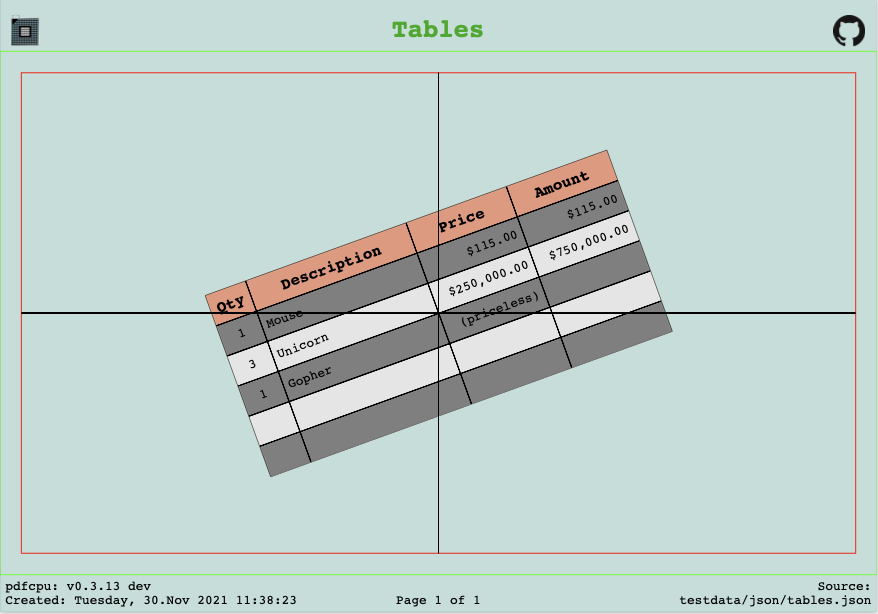 Tables
Qty Description Price Amount
1 Mouse $115.00 $115.00
3 Unicorn $250,000.00 $750,000.00
1 Gopher (priceless)
pdfcpu: v0.3.13 dev
Source:
Created: Tuesday, 30.Nov 2021 11:38:23
Page 1 of 1
testdata/json/tables.json